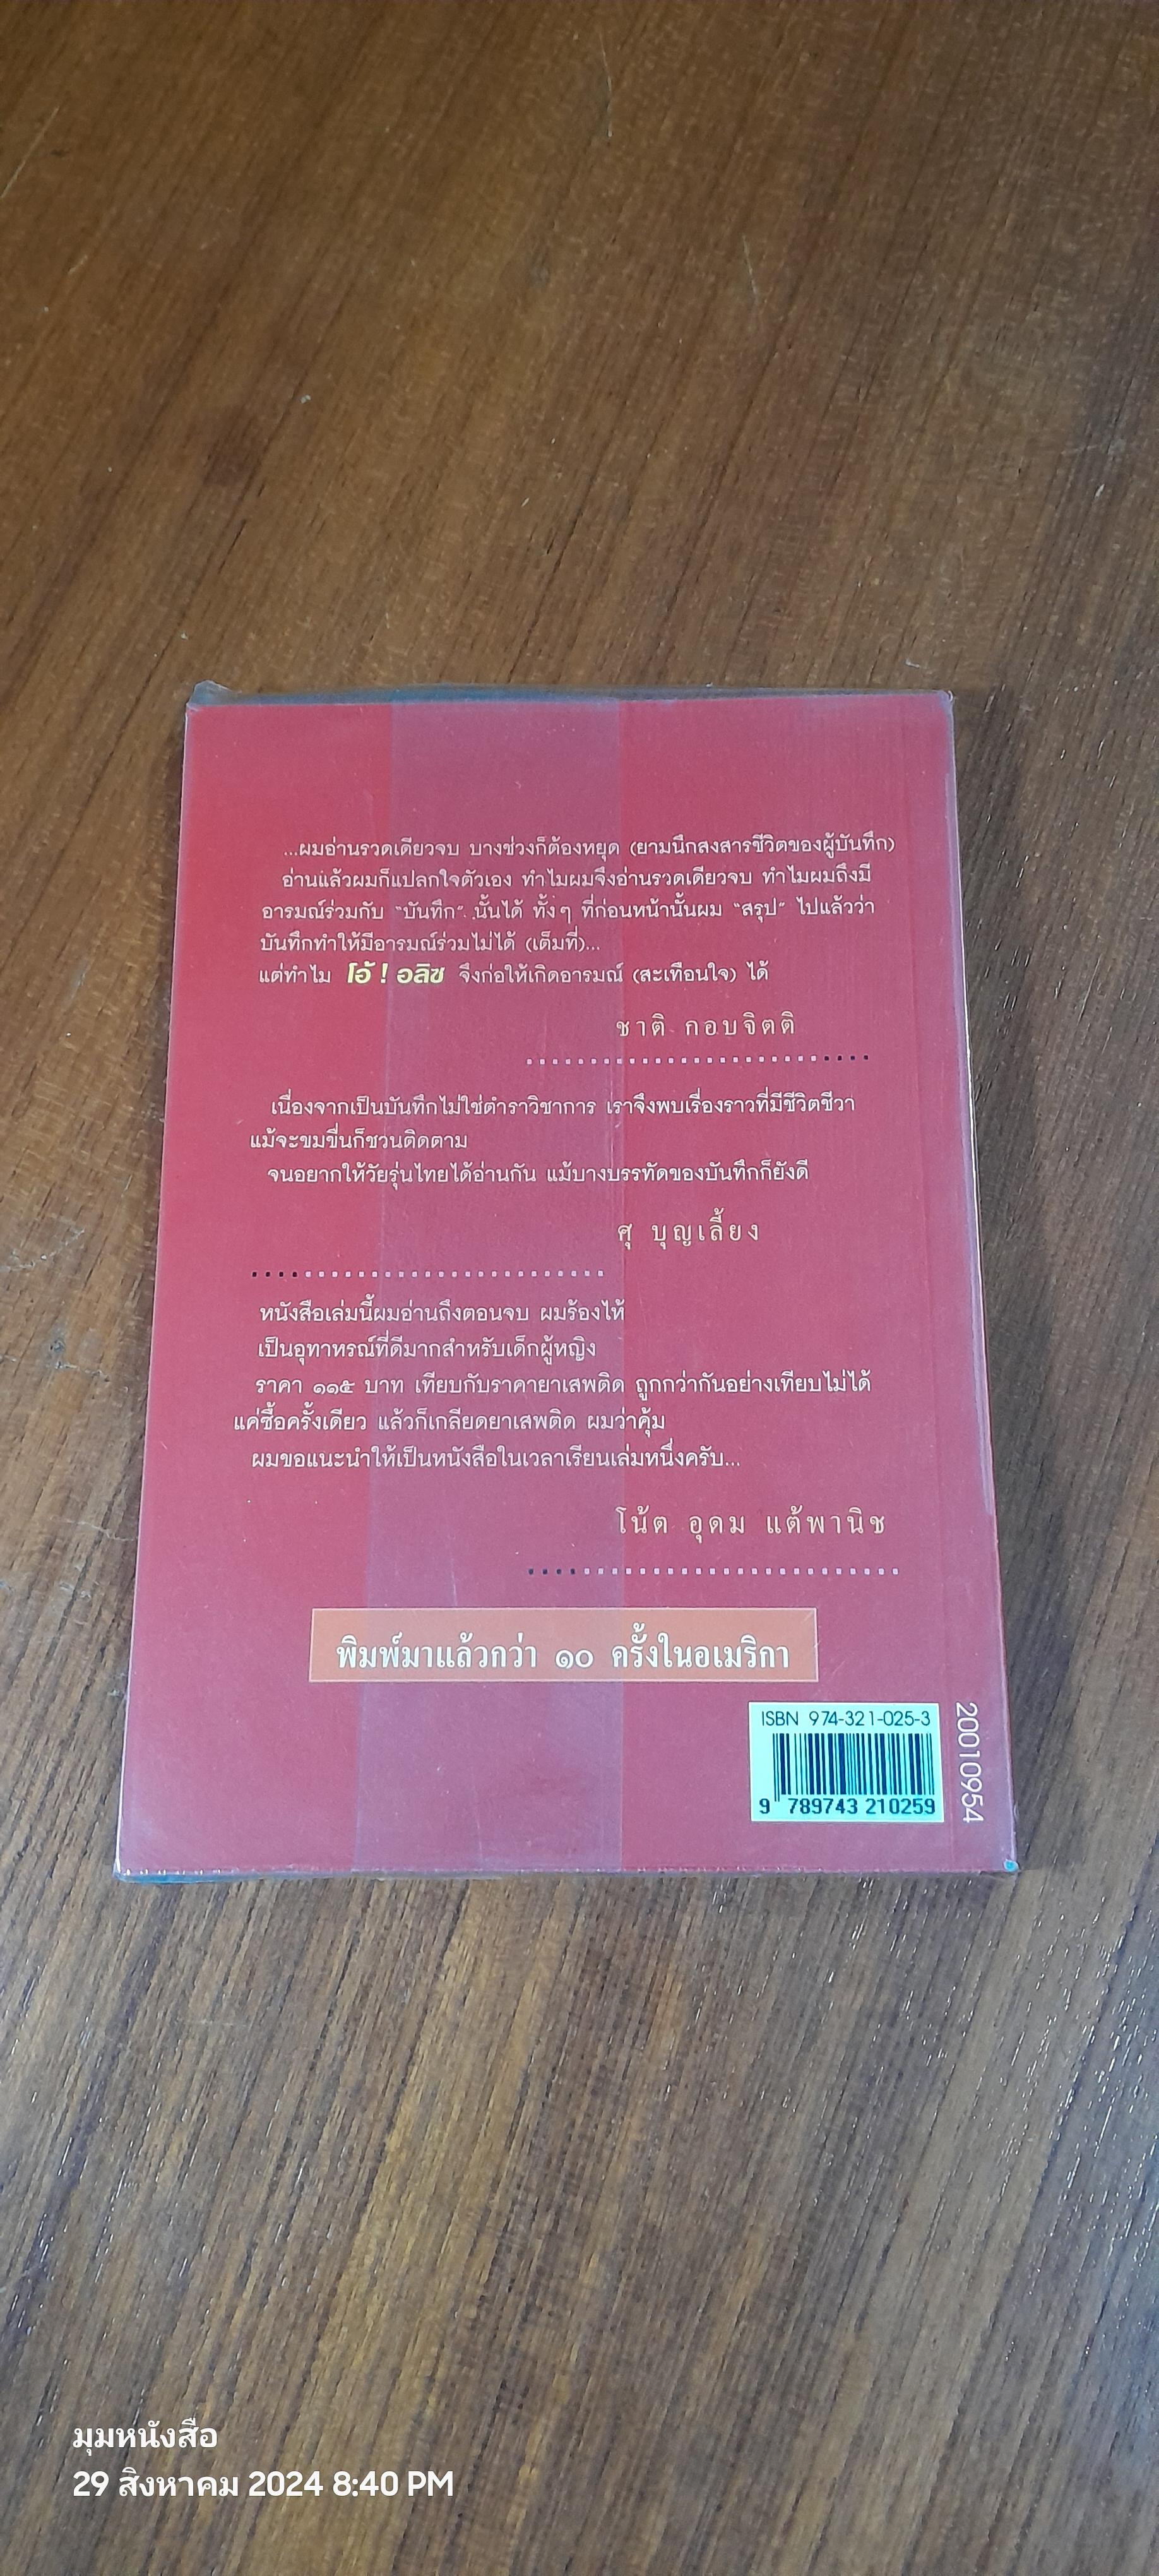 ...ผมอ่านรวดเดียวจบ บางช่วงก็ต้องหยุด (ยามนึกสงสารชีวิตของผู้บันทึก)
อ่านแล้วผมก็แปลกใจตัวเอง ทำไมผมจึงอ่านรวดเดียวจบ ทำไมผมถึงมี
อารมณ์ร่วมกับ “บันทึก” นั้นได้ ทั้งๆ ที่ก่อนหน้านั้นผม “สรุป” ไปแล้วว่า
บันทึกทำให้มีอารมณ์ร่วมไม่ได้ (เต็มที่)...
แต่ทำไม โอ้ ! อลิซ จึงก่อให้เกิดอารมณ์ (สะเทือนใจ) ได้
ชาติ กอบจิตติ
เนื่องจากเป็นบันทึกไม่ใช่ตำราวิชาการ เราจึงพบเรื่องราวที่มีชีวิตชีวา
แม้จะขมขื่นก็ชวนติดตาม
จนอยากให้วัยรุ่นไทยได้อ่านกัน แม้บางบรรทัดของบันทึกก็ยังดี
ศุ บุญเลี้ยง
หนังสือเล่มนี้ผมอ่านถึงตอนจบ ผมร้องไห้
เป็นอุทาหรณ์ที่ดีมากสำหรับเด็กผู้หญิง
ราคา ๑๑๕ บาท เทียบกับราคายาเสพติด ถูกกว่ากันอย่างเทียบไม่ได้
แค่ซื้อครั้งเดียว แล้วก็เกลียดยาเสพติด ผมว่าคุ้ม
ผมขอแนะนำให้เป็นหนังสือในเวลาเรียนเล่มหนึ่งครับ...
โน้ต อุดม แต้พานิช
พิมพ์มาแล้วกว่า ๑๐ ครั้งในอเมริกา
ISBN 974-321-025-3
9 789743 210259
20010954
มุมหนังสือ
29 สิงหาคม 2024 8:40 PM